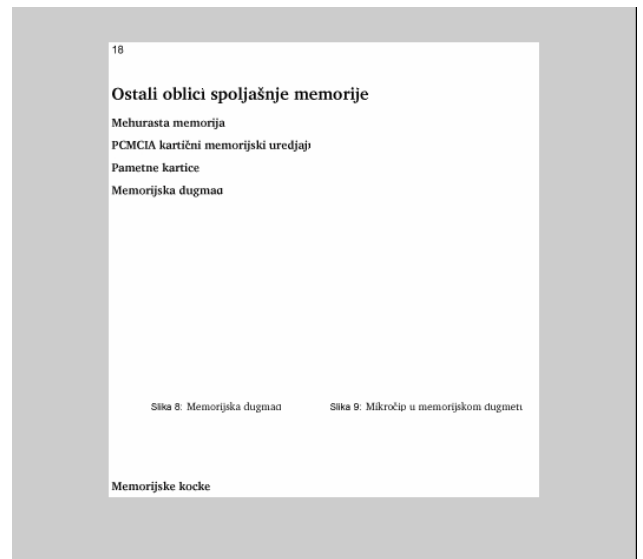 18
Ostali oblici spoljašnje memorije
Mehurasta memorija
PCMCIA kartični memorijski uredjaji
Pametne kartice
Memorijska dugmad
Slika 8: Memorijska dugmad
Slika 9: Mikročip u memorijskom dugmetu
Memorijske kocke